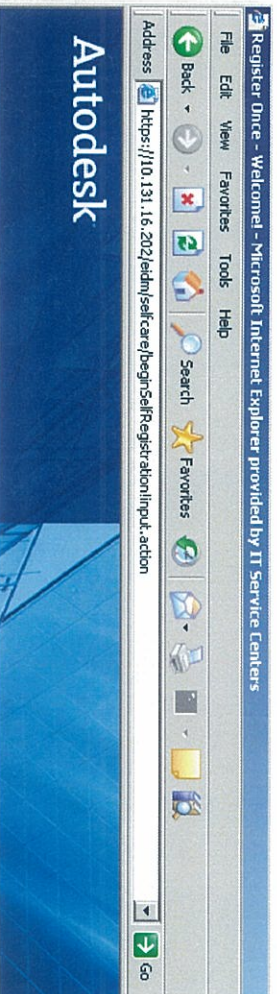 Register Once - Welcome! - Microsoft Internet Explorer provided by IT Service Centers
File Edit View Favorites Tools Help
Back Search Favorites
Address https://10.131.16.202/eidm/selfcare/beginSelfRegistrationInput.action Go
Autodesk